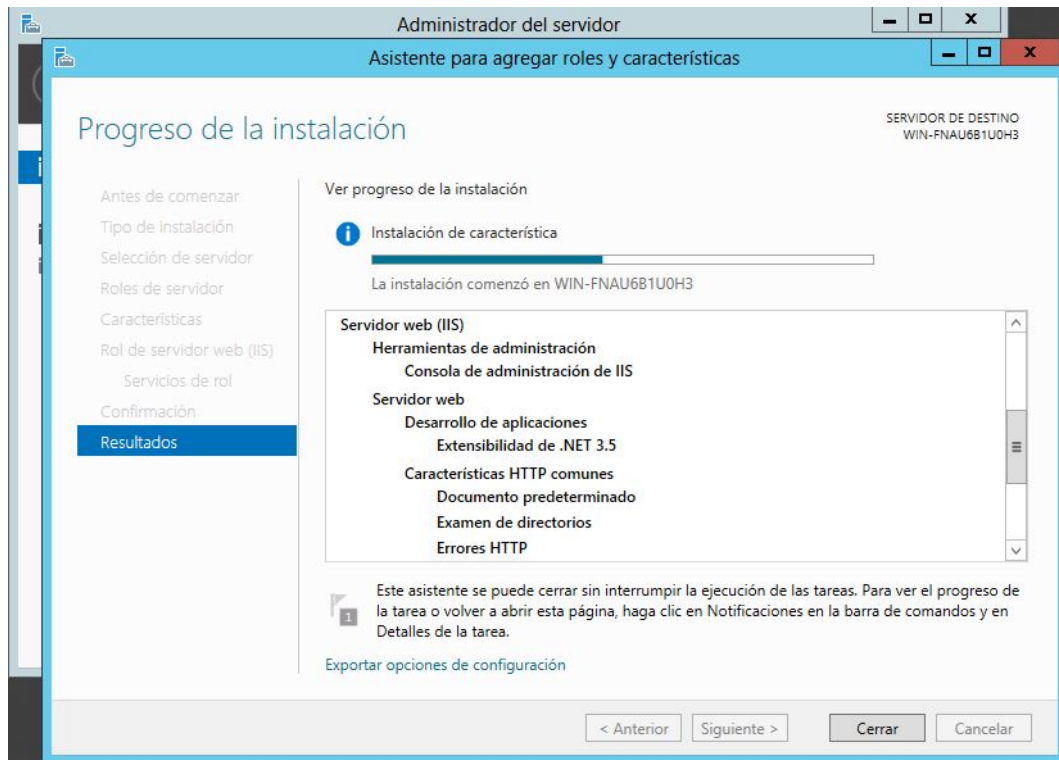 Administrador del servidor
Asistente para agregar roles y características
Progreso de la instalación
SERVIDOR DE DESTINO
WIN-FNAU6B1U0H3
Antes de comenzar
Tipo de instalación
Selección de servidor
Roles de servidor
Características
Rol de servidor web (IIS)
Servicios de rol
Confirmación
Resultados
Ver progreso de la instalación
Instalación de característica
La instalación comenzó en WIN-FNAU6B1U0H3
Servidor web (IIS)
Herramientas de administración
Consola de administración de IIS
Servidor web
Desarrollo de aplicaciones
Extensibilidad de .NET 3.5
Características HTTP comunes
Documento predeterminado
Examen de directorios
Errores HTTP
1
Este asistente se puede cerrar sin interrumpir la ejecución de las tareas. Para ver el progreso de
la tarea o volver a abrir esta página, haga clic en Notificaciones en la barra de comandos y en
Detalles de la tarea.
Exportar opciones de configuración
< Anterior
Siguiente >
Cerrar
Cancelar